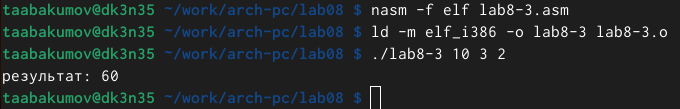 taabakumov@dk3n35 ~/work/arch-pc/lab08 $ nasm -f elf lab8-3.asm
taabakumov@dk3n35 ~/work/arch-pc/lab08 $ ld -m elf_i386 -o lab8-3 lab8-3.o
taabakumov@dk3n35 ~/work/arch-pc/lab08 $ ./lab8-3 10 3 2
результат: 60
taabakumov@dk3n35 ~/work/arch-pc/lab08 $